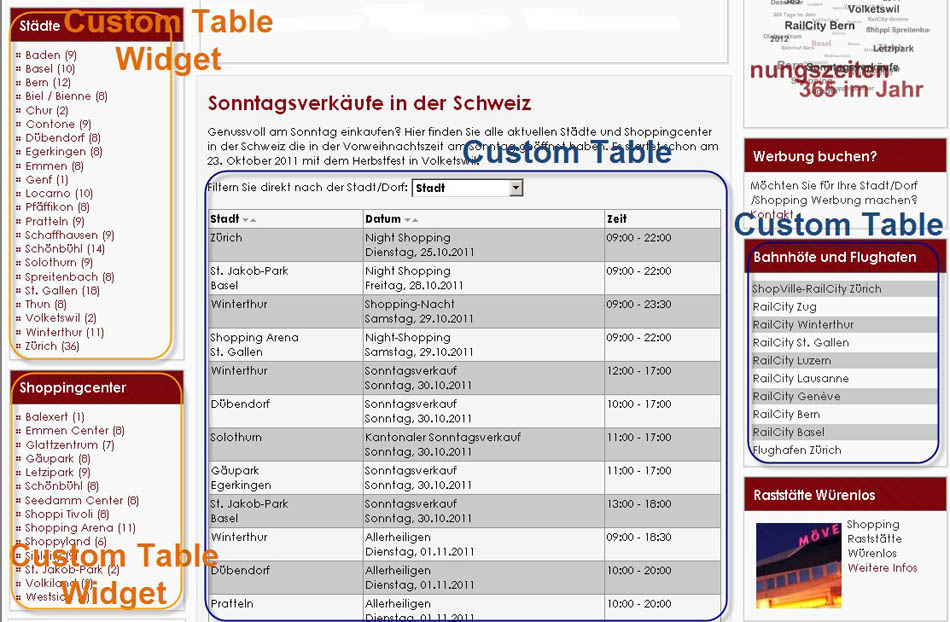 Städte
Custom Table
Widget
Baden (9)
Basel (10)
Bern (12)
Biel / Bienne (8)
Chur (2)
Contone (9)
Dübendorf (8)
Egerkingen (8)
Emmen (8)
Genf (1)
Locarno (10)
Pfäffikon (8)
Pratteln (9)
Schaffhausen (9)
Schönbühl (14)
Solothurn (9)
Spreitenbach (8)
St. Gallen (18)
Thun (8)
Volketswil (2)
Winterthur (11)
Zürich (36)
Shoppingcenter
Balexert (1)
Emmen Center (8)
Glattzentrum (7)
Gäupark (8)
Letzipark (9)
Schönbühl (8)
Seedamm Center (8)
Shoppi Tivoli (8)
Shopping Arena (11)
Shoppyland (6)
St. Jakob-Park (2)
Custom Table
Widget
Sonntagsverkäufe in der Schweiz
Genussvoll am Sonntag einkaufen? Hier finden Sie alle aktuellen Städte und Shoppingcenter
in der Schweiz die in der Vorweihnachtszeit am Sonntag geöffnet haben. Es startet schon am
23. Oktober 2011 mit dem Herbstfest in Volketswil.
Custom Table
Filtern Sie direkt nach der Stadt/Dorf: Stadt
Stadt Datum Zeit
Zürich Night Shopping 09:00 - 22:00
Dienstag, 25.10.2011
St. Jakob-Park Night Shopping 09:00 - 22:00
Basel Freitag, 28.10.2011
Winterthur Shopping-Nacht 09:00 - 23:30
Samstag, 29.10.2011
Shopping Arena Night-Shopping 09:00 - 22:00
St. Gallen Samstag, 29.10.2011
Winterthur Sonntagsverkauf 12:00 - 17:00
Sonntag, 30.10.2011
Dübendorf Sonntagsverkauf 10:00 - 17:00
Sonntag, 30.10.2011
Solothurn Kantonaler Sonntagsverkauf 11:00 - 17:00
Sonntag, 30.10.2011
Gäupark Sonntagsverkauf 11:00 - 17:00
Egerkingen Sonntag, 30.10.2011
St. Jakob-Park Sonntagsverkauf 13:00 - 18:00
Basel Sonntag, 30.10.2011
Winterthur Allerheiligen 09:00 - 18:30
Dienstag, 01.11.2011
Dübendorf Allerheiligen 10:00 - 20:00
Dienstag, 01.11.2011
Pratteln Allerheiligen 10:00 - 20:00
Dienstag, 01.11.2011
Volketswil
365 Tage im Jahr RailCity Genève
RailCity Bern Shoppi Spreitenbach
2012
Basel Letzipark
Sonntagsverkäufe
nungszeiten
365 im Jahr
Werbung buchen?
Möchten Sie für Ihre Stadt/Dorf
/Shopping Werbung machen?
Kontakt
Custom Table
Bahnhöfe und Flughafen
ShopVille-RailCity Zürich
RailCity Zug
RailCity Winterthur
RailCity St. Gallen
RailCity Luzern
RailCity Lausanne
RailCity Genève
RailCity Bern
RailCity Basel
Flughafen Zürich
Raststätte Würenlos
MÖVE
Shopping
Raststätte
Würenlos
Weitere Infos